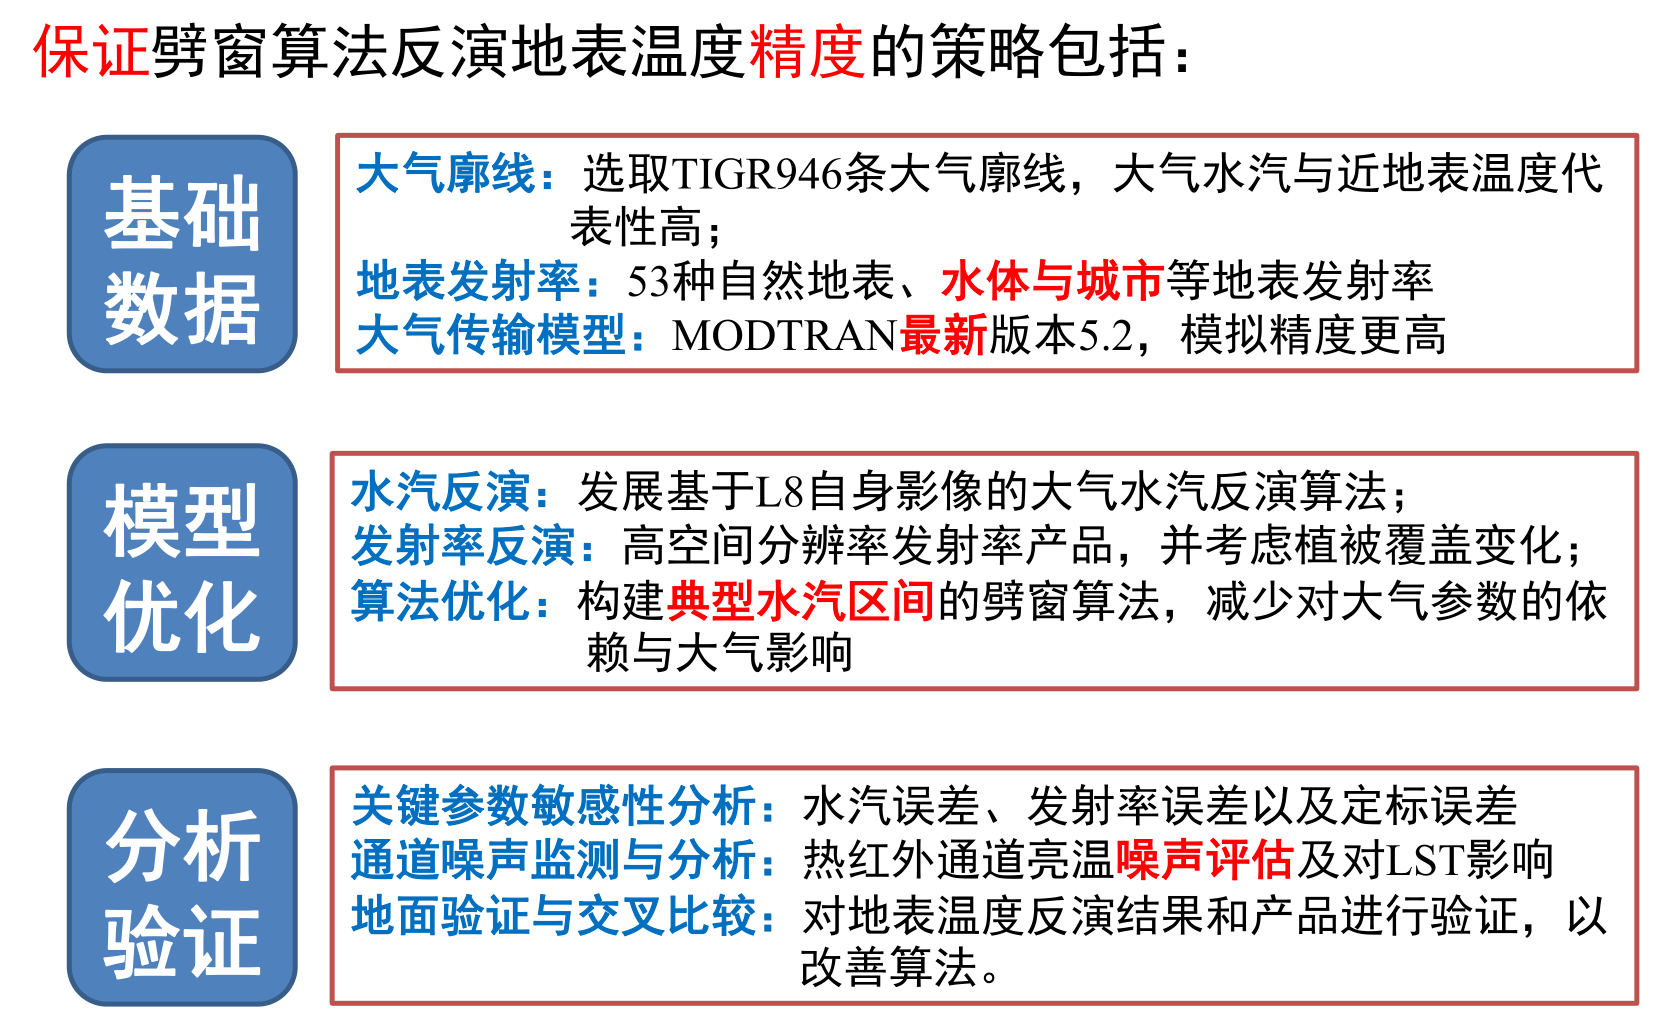 保证劈窗算法反演地表温度精度的策略包括：
基础
数据
大气廓线：选取TIGR946条大气廓线，大气水汽与近地表温度代
表性高；
地表发射率：53种自然地表、水体与城市等地表发射率
大气传输模型：MODTRAN最新版本5.2，模拟精度更高
模型
优化
水汽反演：发展基于L8自身影像的大气水汽反演算法；
发射率反演：高空间分辨率发射率产品，并考虑植被覆盖变化；
算法优化：构建典型水汽区间的劈窗算法，减少对大气参数的依
赖与大气影响
分析
验证
关键参数敏感性分析：水汽误差、发射率误差以及定标误差
通道噪声监测与分析：热红外通道亮温噪声评估及对LST影响
地面验证与交叉比较：对地表温度反演结果和产品进行验证，以
改善算法。